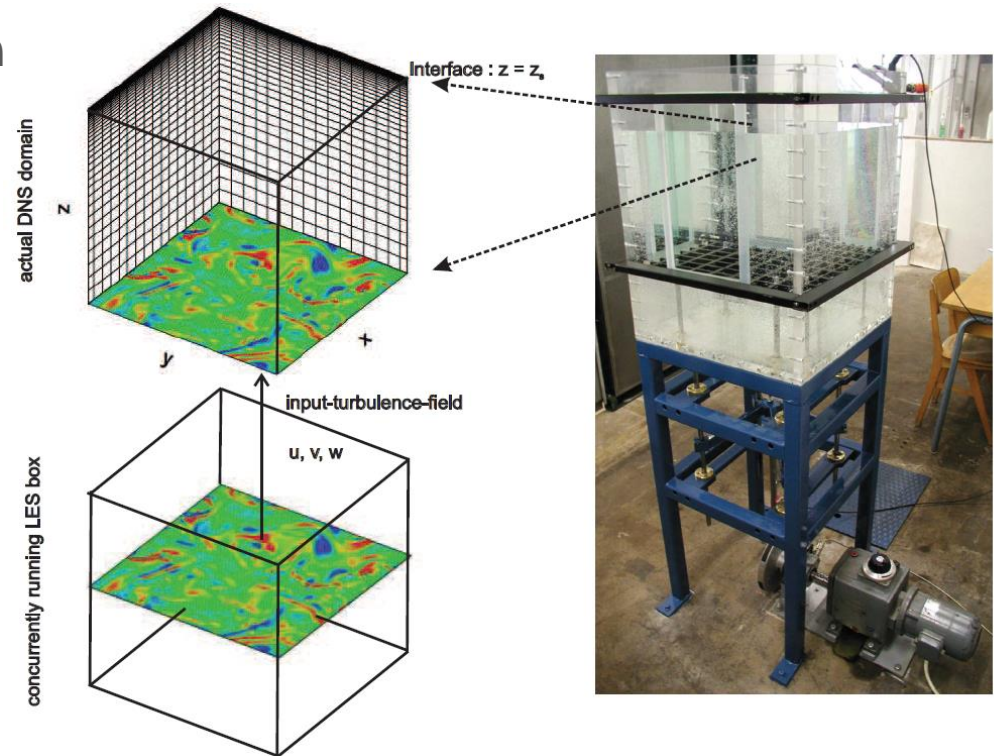 Interface : z = zs
actual DNS domain
z
y
x
input-turbulence-field
u, v, w
concurrently running LES box